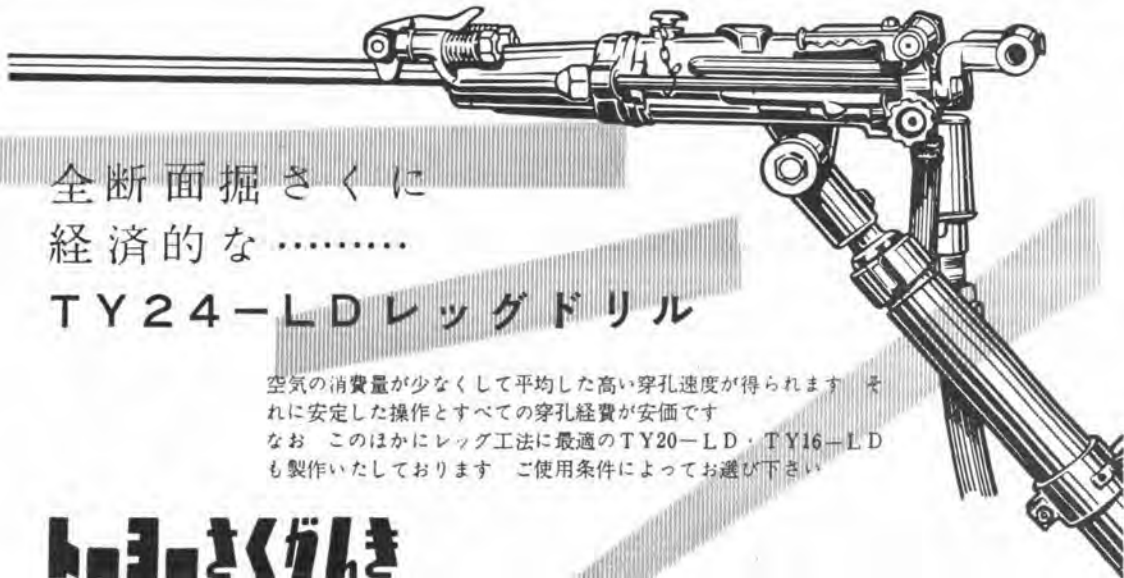 全断面掘さくに
経済的な………
TY24-LDレッグドリル
空気の消費量が少なくして平均した高い穿孔速度が得られます そ
れに安定した操作とすべての穿孔経費が安価です
なお このほかにレッグ工法に最適のTY20-LD・TY16-LD
も製作いたしております ご使用条件によってお選び下さい
トーヨーさくがんき